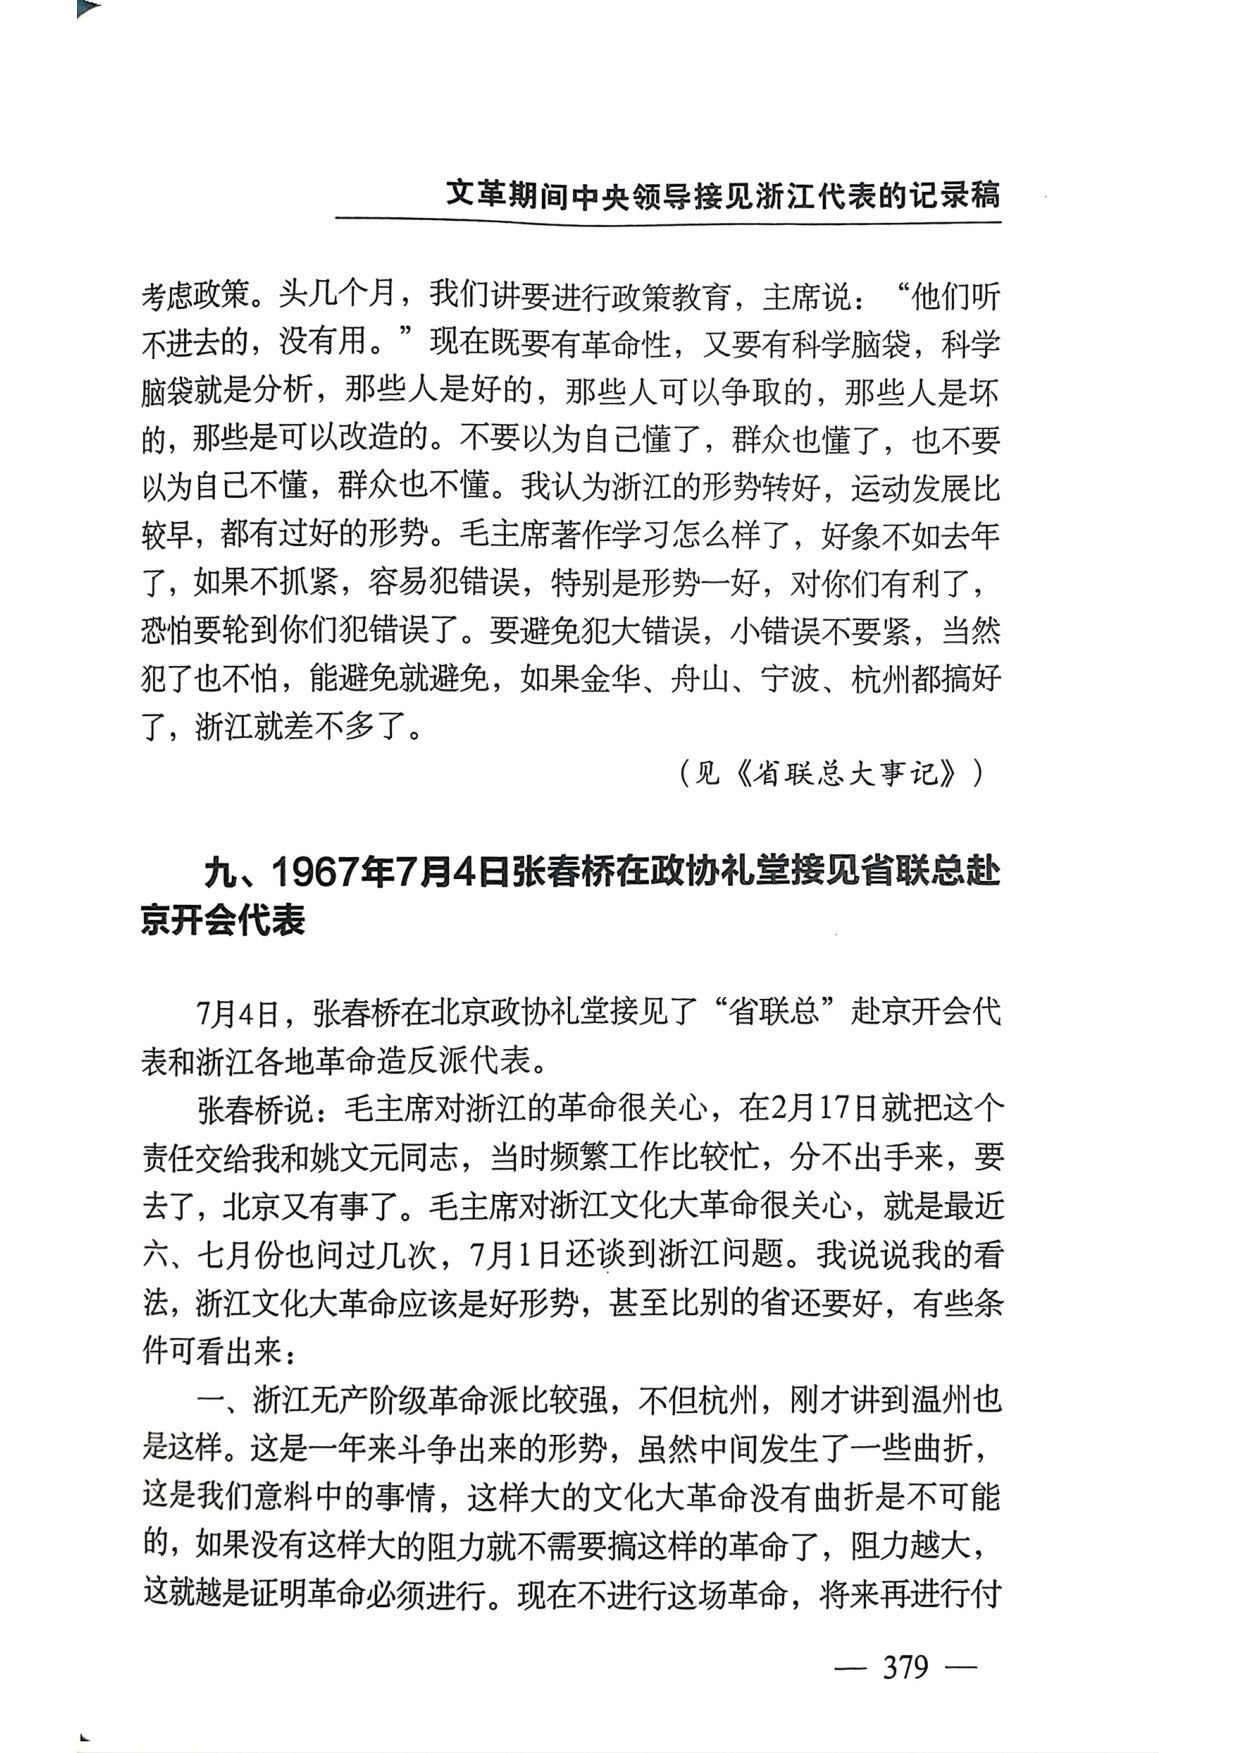 文革期间中央领导接见浙江代表的记录稿
考虑政策。头几个月，我们讲要进行政策教育，主席说：“他们听
不进去的，没有用。”现在既要有革命性，又要有科学脑袋，科学
脑袋就是分析，那些人是好的，那些人可以争取的，那些人是坏
的，那些是可以改造的。不要以为自己懂了，群众也懂了，也不要
以为自己不懂，群众也不懂。我认为浙江的形势转好，运动发展比
较早，都有过好的形势。毛主席著作学习怎么样了，好象不如去年
了，如果不抓紧，容易犯错误，特别是形势一好，对你们有利了，
恐怕要轮到你们犯错误了。要避免犯大错误，小错误不要紧，当然
犯了也不怕，能避免就避免，如果金华、舟山、宁波、杭州都搞好
了，浙江就差不多了。
（见《省联总大事记》）
九、1967年7月4日张春桥在政协礼堂接见省联总赴
京开会代表
7月4日，张春桥在北京政协礼堂接见了“省联总”赴京开会代
表和浙江各地革命造反派代表。
张春桥说：毛主席对浙江的革命很关心，在2月17日就把这个
责任交给我和姚文元同志，当时频繁工作比较忙，分不出手来，要
去了，北京又有事了。毛主席对浙江文化大革命很关心，就是最近
六、七月份也问过几次，7月1日还谈到浙江问题。我说说我的看
法，浙江文化大革命应该是好形势，甚至比别的省还要好，有些条
件可看出来：
一、浙江无产阶级革命派比较强，不但杭州，刚才讲到温州也
是这样。这是一年来斗争出来的形势，虽然中间发生了一些曲折，
这是我们意料中的事情，这样大的文化大革命没有曲折是不可能
的，如果没有这样大的阻力就不需要搞这样的革命了，阻力越大，
这就越是证明革命必须进行。现在不进行这场革命，将来再进行付
— 379 —